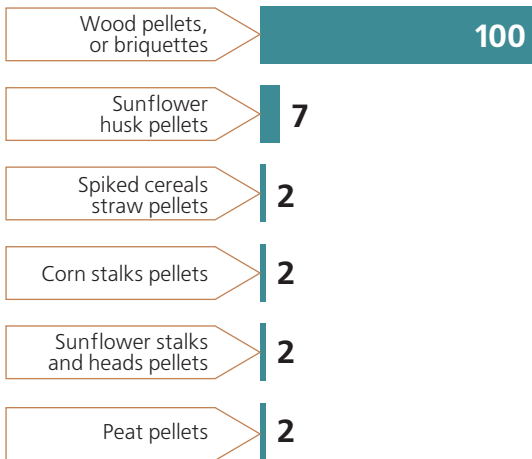 Wood pellets,
or briquettes
100
Sunflower
husk pellets
7
Spiked cereals
straw pellets
2
Corn stalks pellets
2
Sunflower stalks
and heads pellets
2
Peat pellets
2